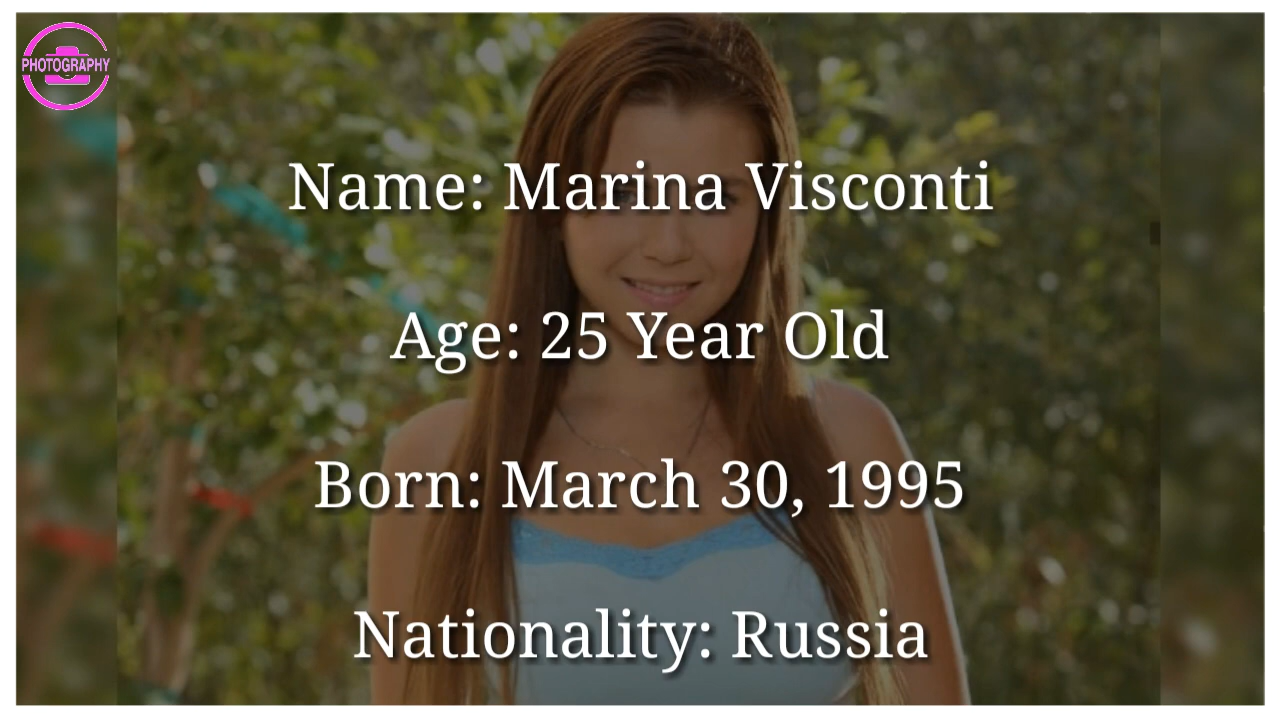 PHOTOGRAPHY
Name: Marina Visconti
Age: 25 Year Old
Born: March 30, 1995
Nationality: Russia